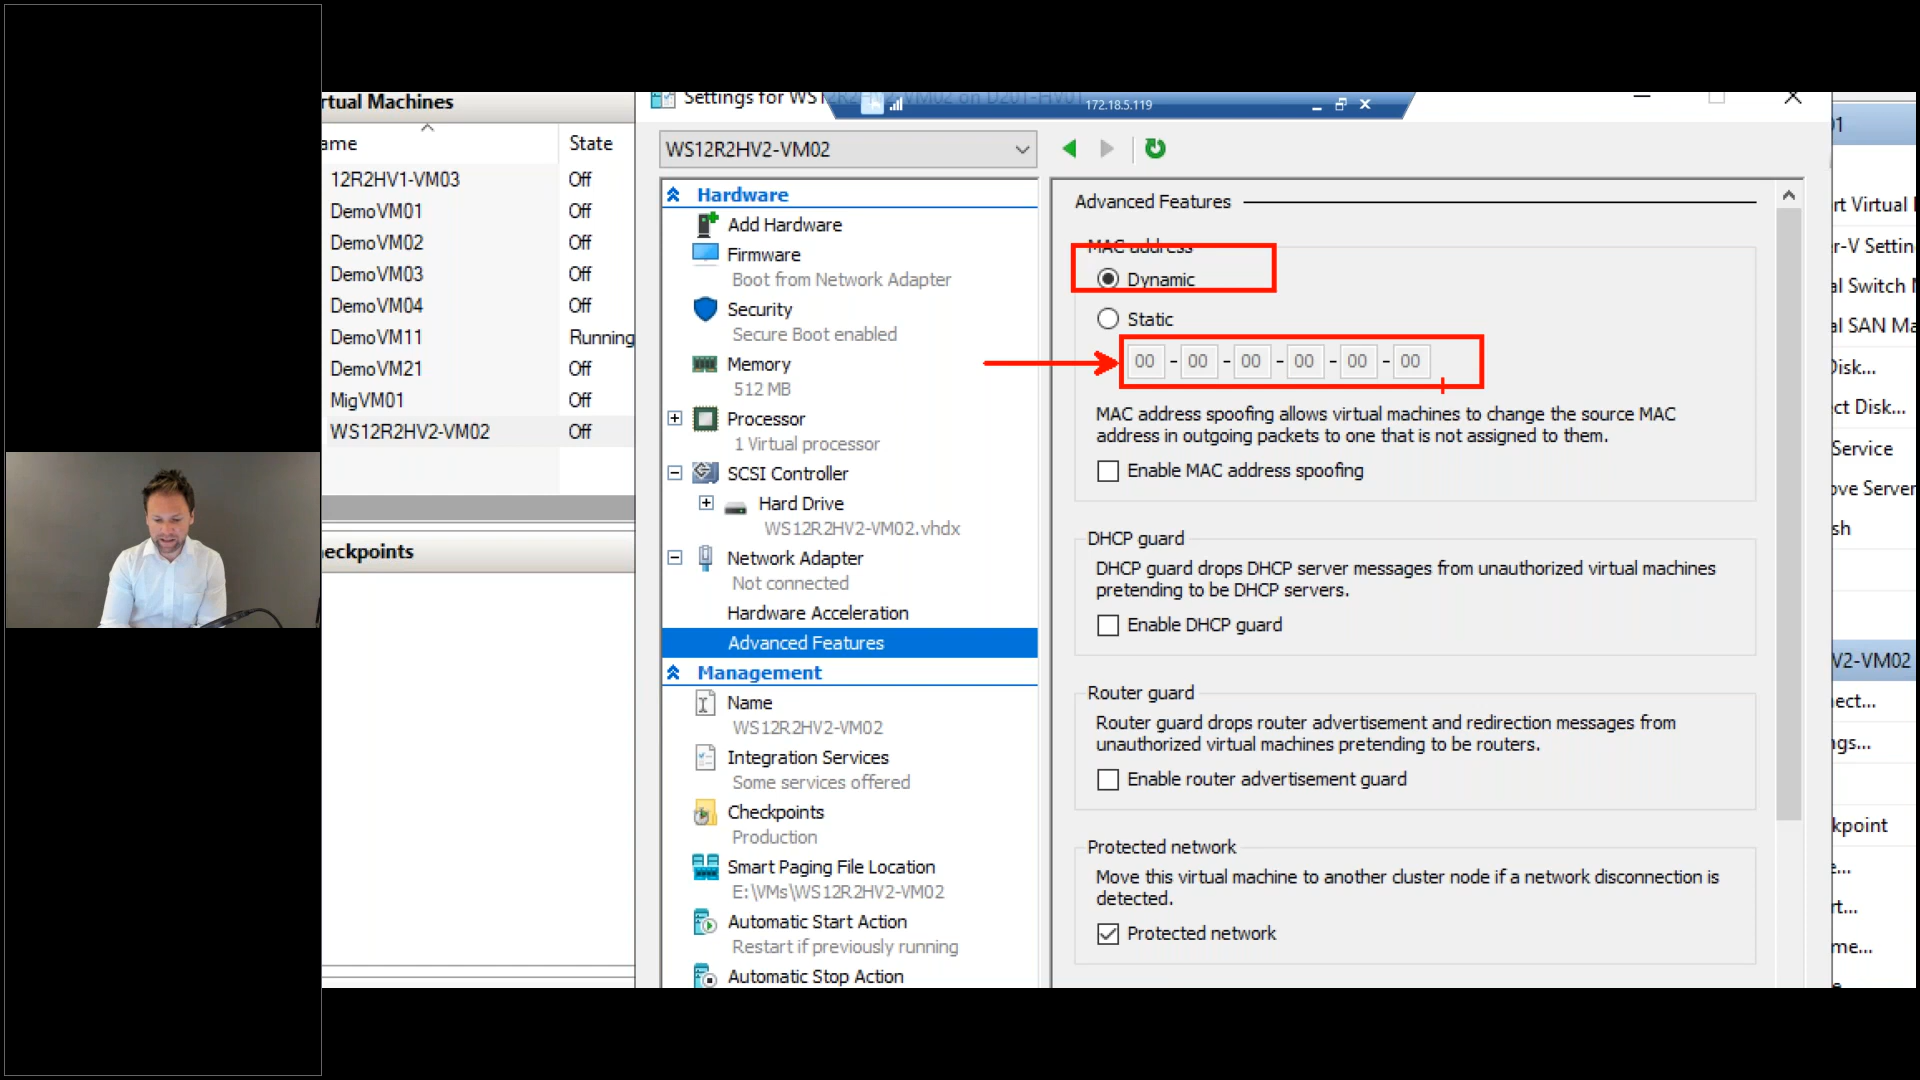 rtual Machines
ame
State
12R2HV1-VM03
Off
DemoVM01
Off
DemoVM02
Off
DemoVM03
Off
DemoVM04
Off
DemoVM11
Running
DemoVM21
Off
MigVM01
Off
WS12R2HV2-VM02
Off
eckpoints
Settings for WS12R2HV2-VM02 on D201-HV01
172.18.5.119
WS12R2HV2-VM02
Hardware
Add Hardware
Firmware
Boot from Network Adapter
Security
Secure Boot enabled
Memory
512 MB
Processor
1 Virtual processor
SCSI Controller
Hard Drive
WS12R2HV2-VM02.vhdx
Network Adapter
Not connected
Hardware Acceleration
Advanced Features
Management
Name
WS12R2HV2-VM02
Integration Services
Some services offered
Checkpoints
Production
Smart Paging File Location
E:\VMs\WS12R2HV2-VM02
Automatic Start Action
Restart if previously running
Automatic Stop Action
Advanced Features
MAC address
Dynamic
Static
00 - 00 - 00 - 00 - 00 - 00
MAC address spoofing allows virtual machines to change the source MAC
address in outgoing packets to one that is not assigned to them.
Enable MAC address spoofing
DHCP guard
DHCP guard drops DHCP server messages from unauthorized virtual machines
pretending to be DHCP servers.
Enable DHCP guard
Router guard
Router guard drops router advertisement and redirection messages from
unauthorized virtual machines pretending to be routers.
Enable router advertisement guard
Protected network
Move this virtual machine to another cluster node if a network disconnection is
detected.
Protected network
01
rt Virtual
r-V Settin
al Switch
al SAN Ma
Disk...
ct Disk...
Service
ove Server
sh
V2-VM02
ect...
ngs...
kpoint
e...
rt...
me...